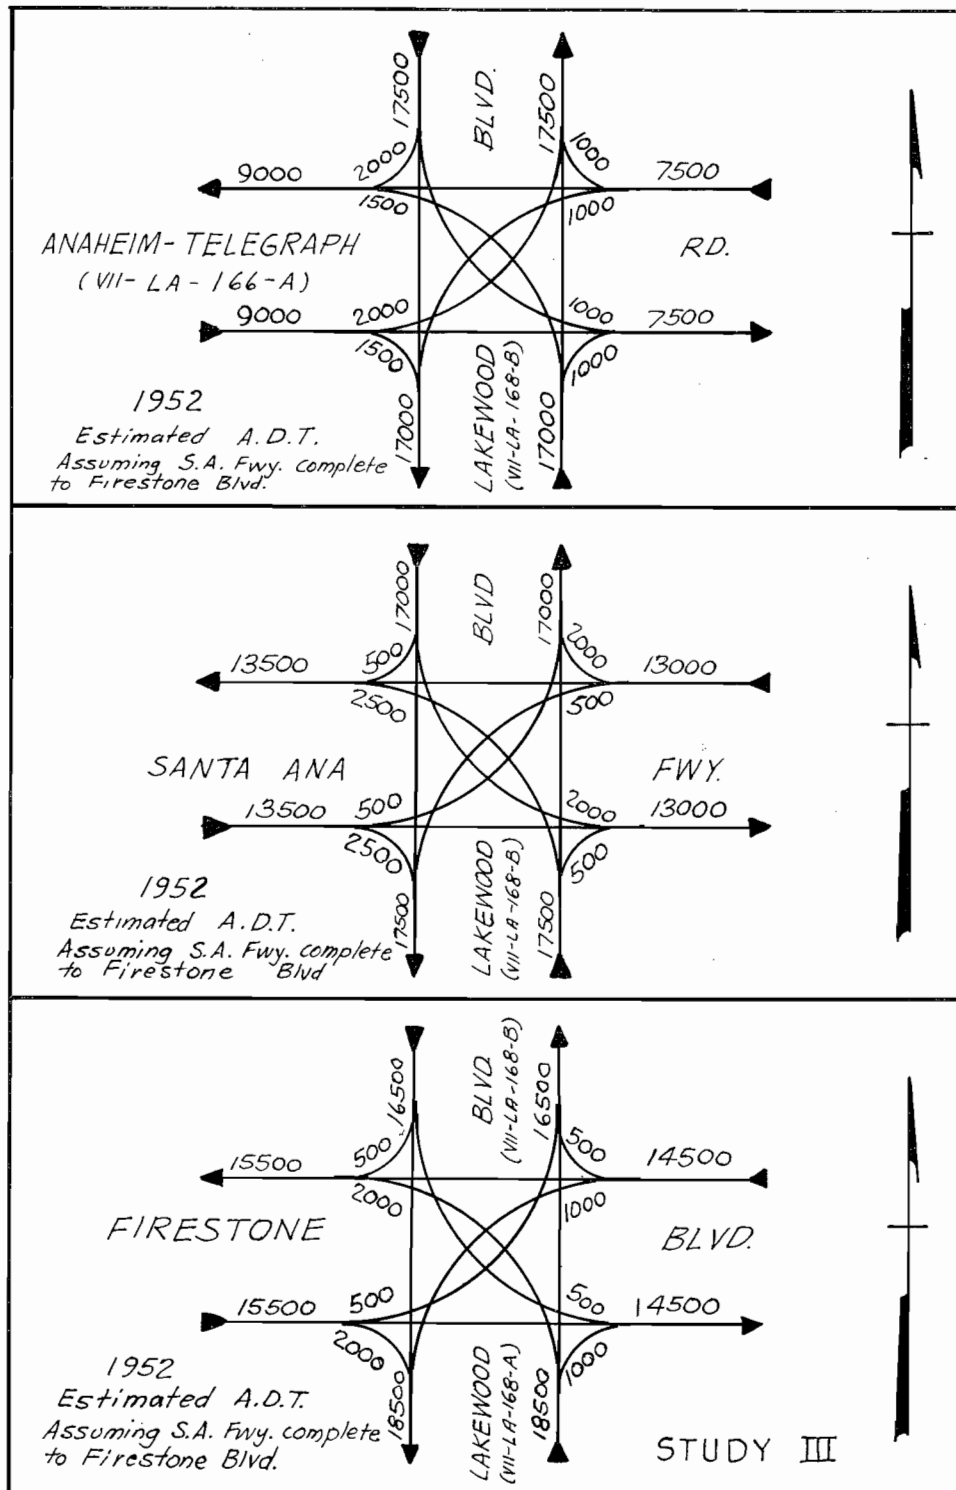 17500
BLVD.
17500
9000
2000
1000
7500
1500
1000
ANAHEIM-TELEGRAPH
RD.
(VII-LA-166-A)
9000
2000
1000
7500
1500
1000
17000
LAKEWOOD
(VII-LA-168-B)
17000
1952
Estimated A.D.T.
Assuming S.A. Fwy. complete
to Firestone Blvd.
17000
BLVD
17000
13500
500
2000
13000
2500
500
SANTA ANA
FWY.
13500
500
2000
13000
2500
500
17500
LAKEWOOD
(VII-LA-168-B)
17500
1952
Estimated A.D.T.
Assuming S.A. Fwy. complete
to Firestone Blvd
16500
BLVD.
(VII-LA-168-B)
16500
15500
500
500
14500
2000
1000
FIRESTONE
BLVD.
15500
500
500
14500
2000
1000
18500
LAKEWOOD
(VII-LA-168-A)
18500
1952
Estimated A.D.T.
Assuming S.A. Fwy. complete
to Firestone Blvd.
STUDY III